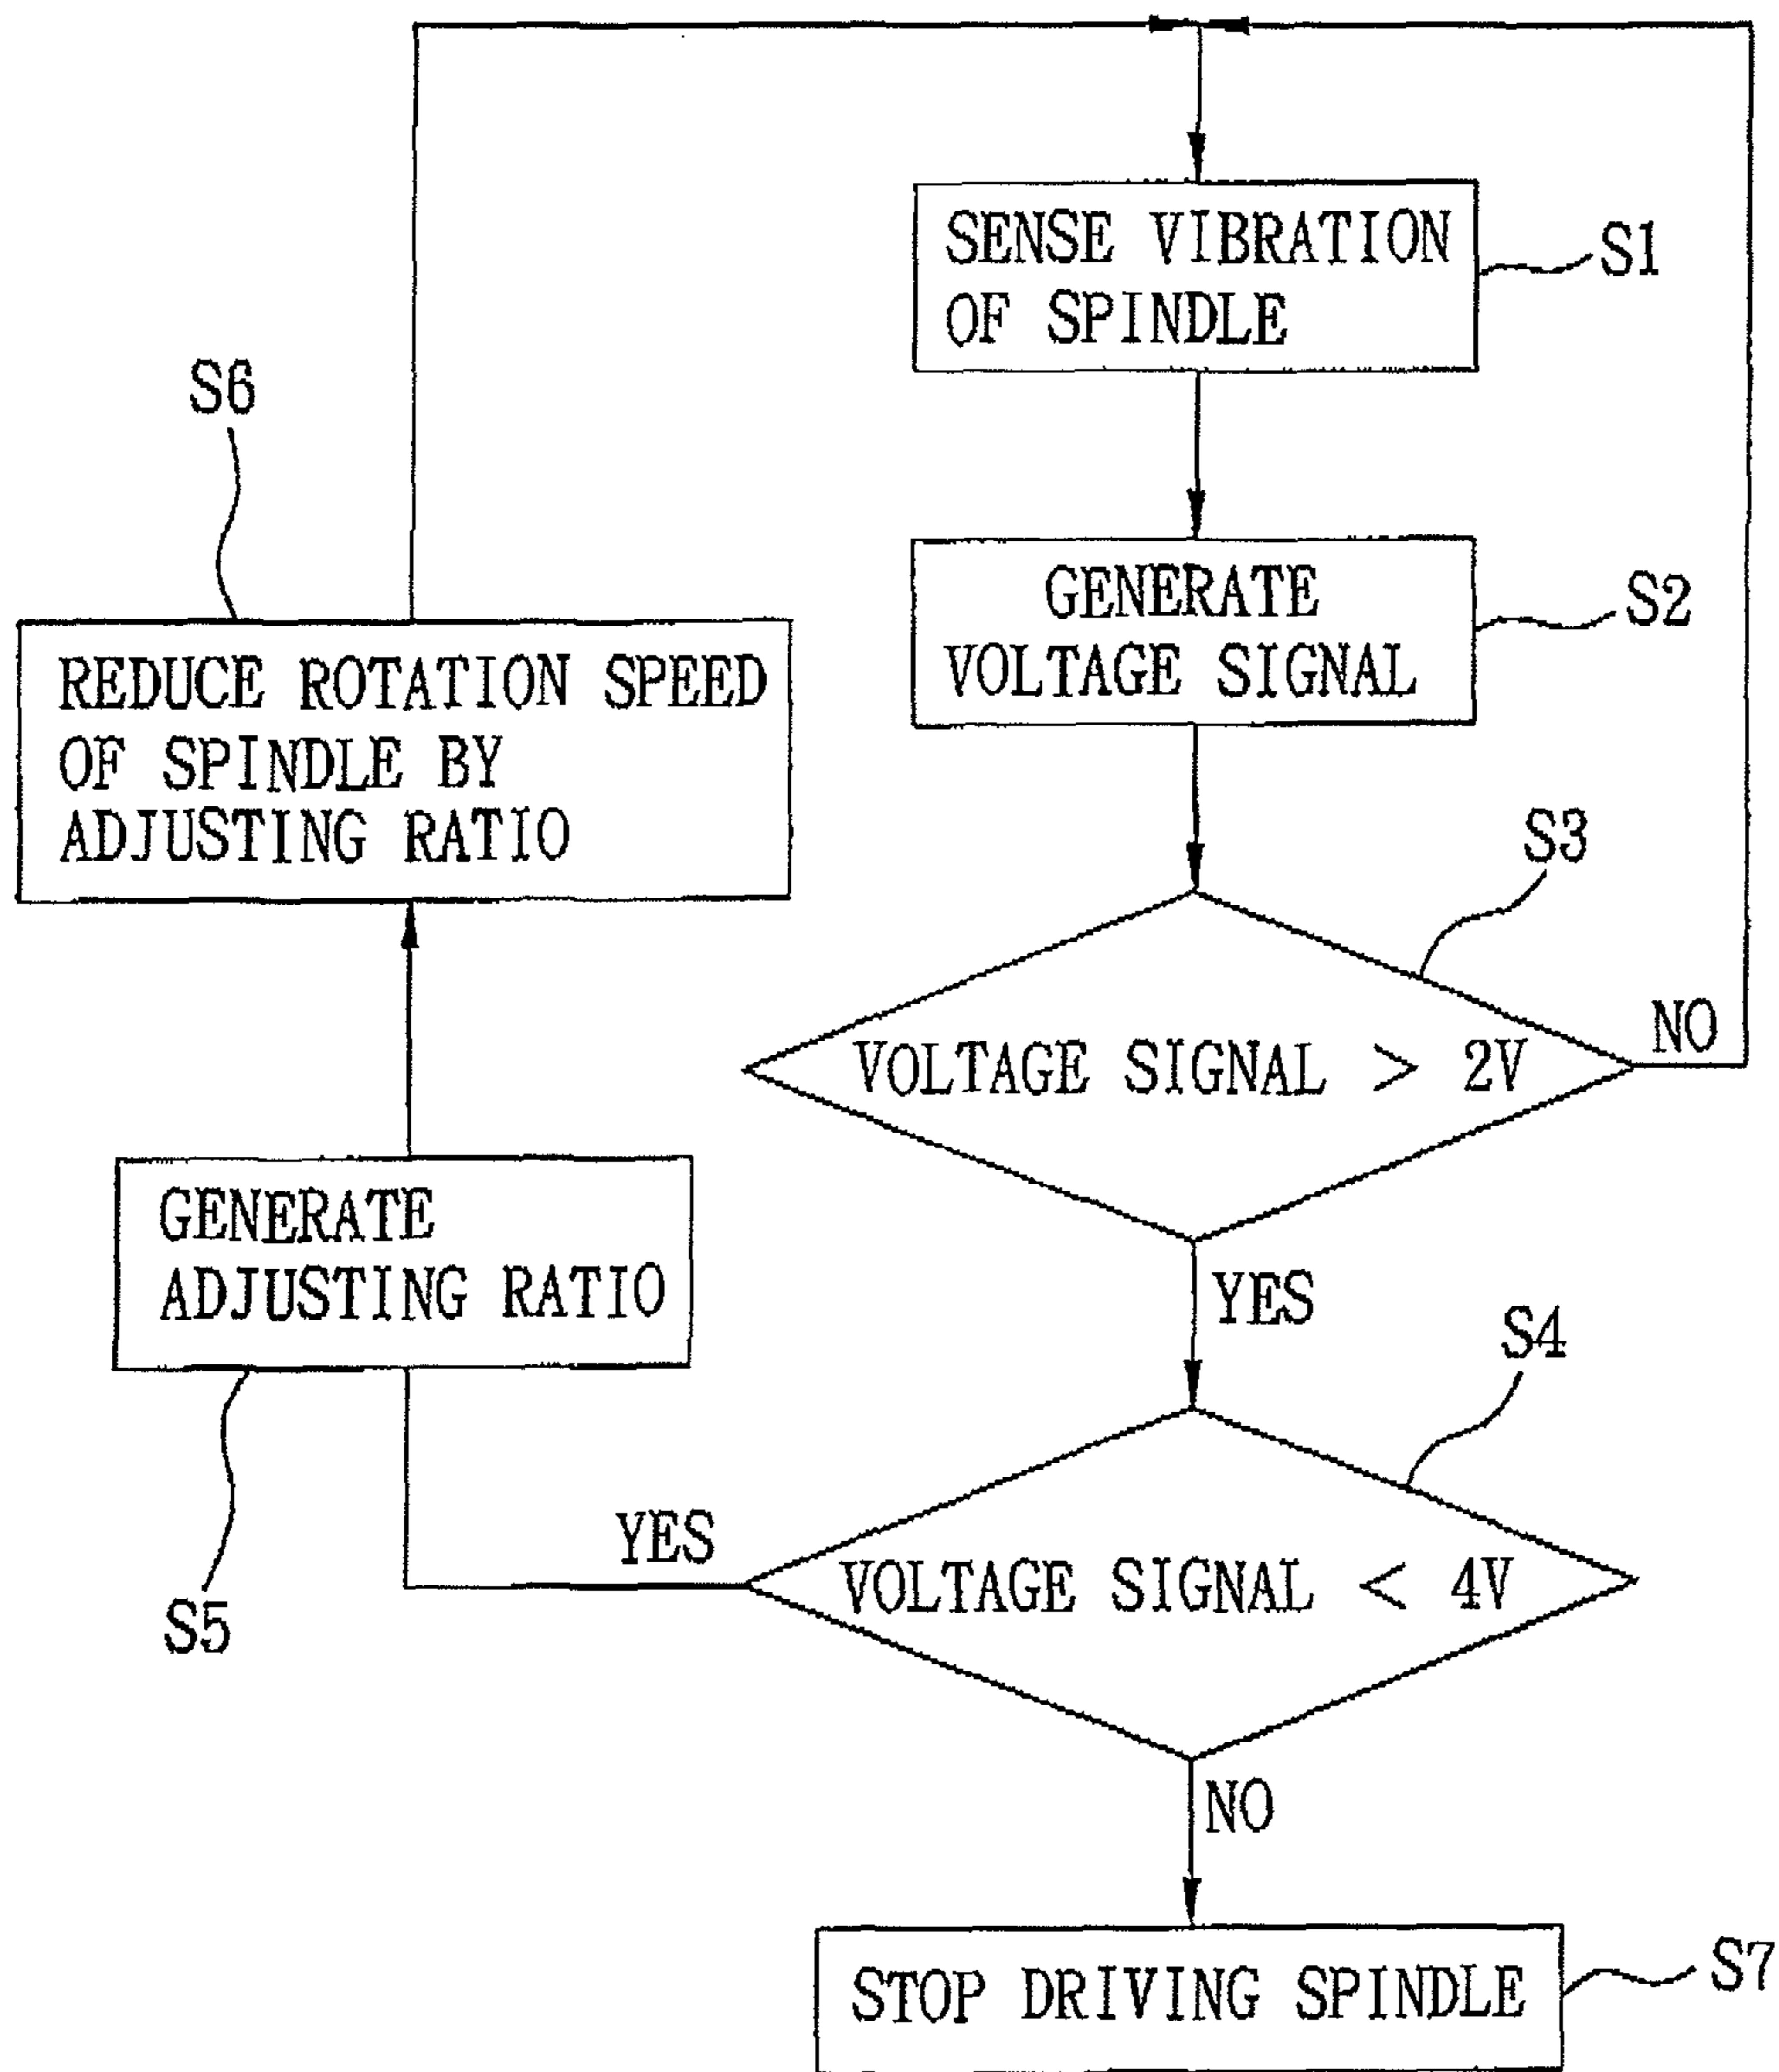 SENSE VIBRATION
OF SPINDLE
S1
S6
GENERATE
VOLTAGE SIGNAL
S2
REDUCE ROTATION SPEED
OF SPINDLE BY
ADJUSTING RATIO
S3
VOLTAGE SIGNAL > 2V
NO
GENERATE
ADJUSTING RATIO
YES
S4
YES
VOLTAGE SIGNAL < 4V
S5
NO
STOP DRIVING SPINDLE
S7